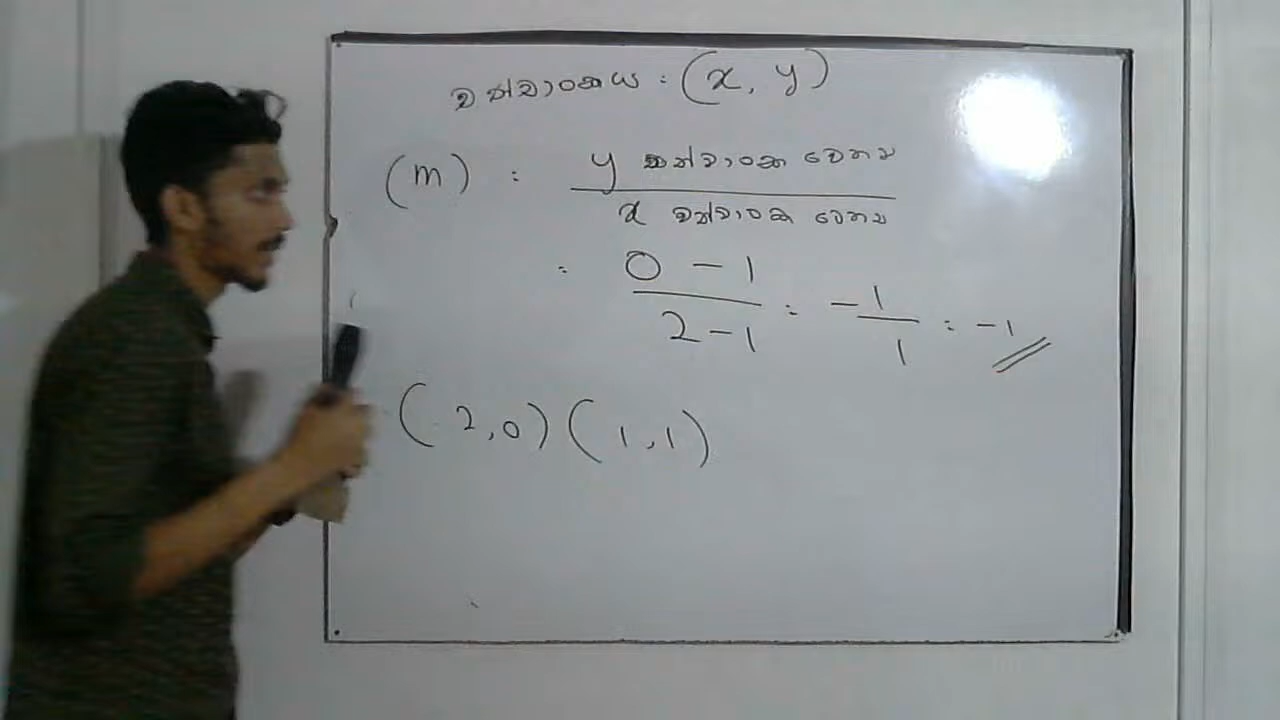 ඛණ්ඩාංකය : (x, y)
(m) : y ඛණ්ඩාංක වෙනස
x ඛණ්ඩාංක වෙනස
= 0 - 1 / 2 - 1 = -1 / 1 = -1
(2,0) (1,1)